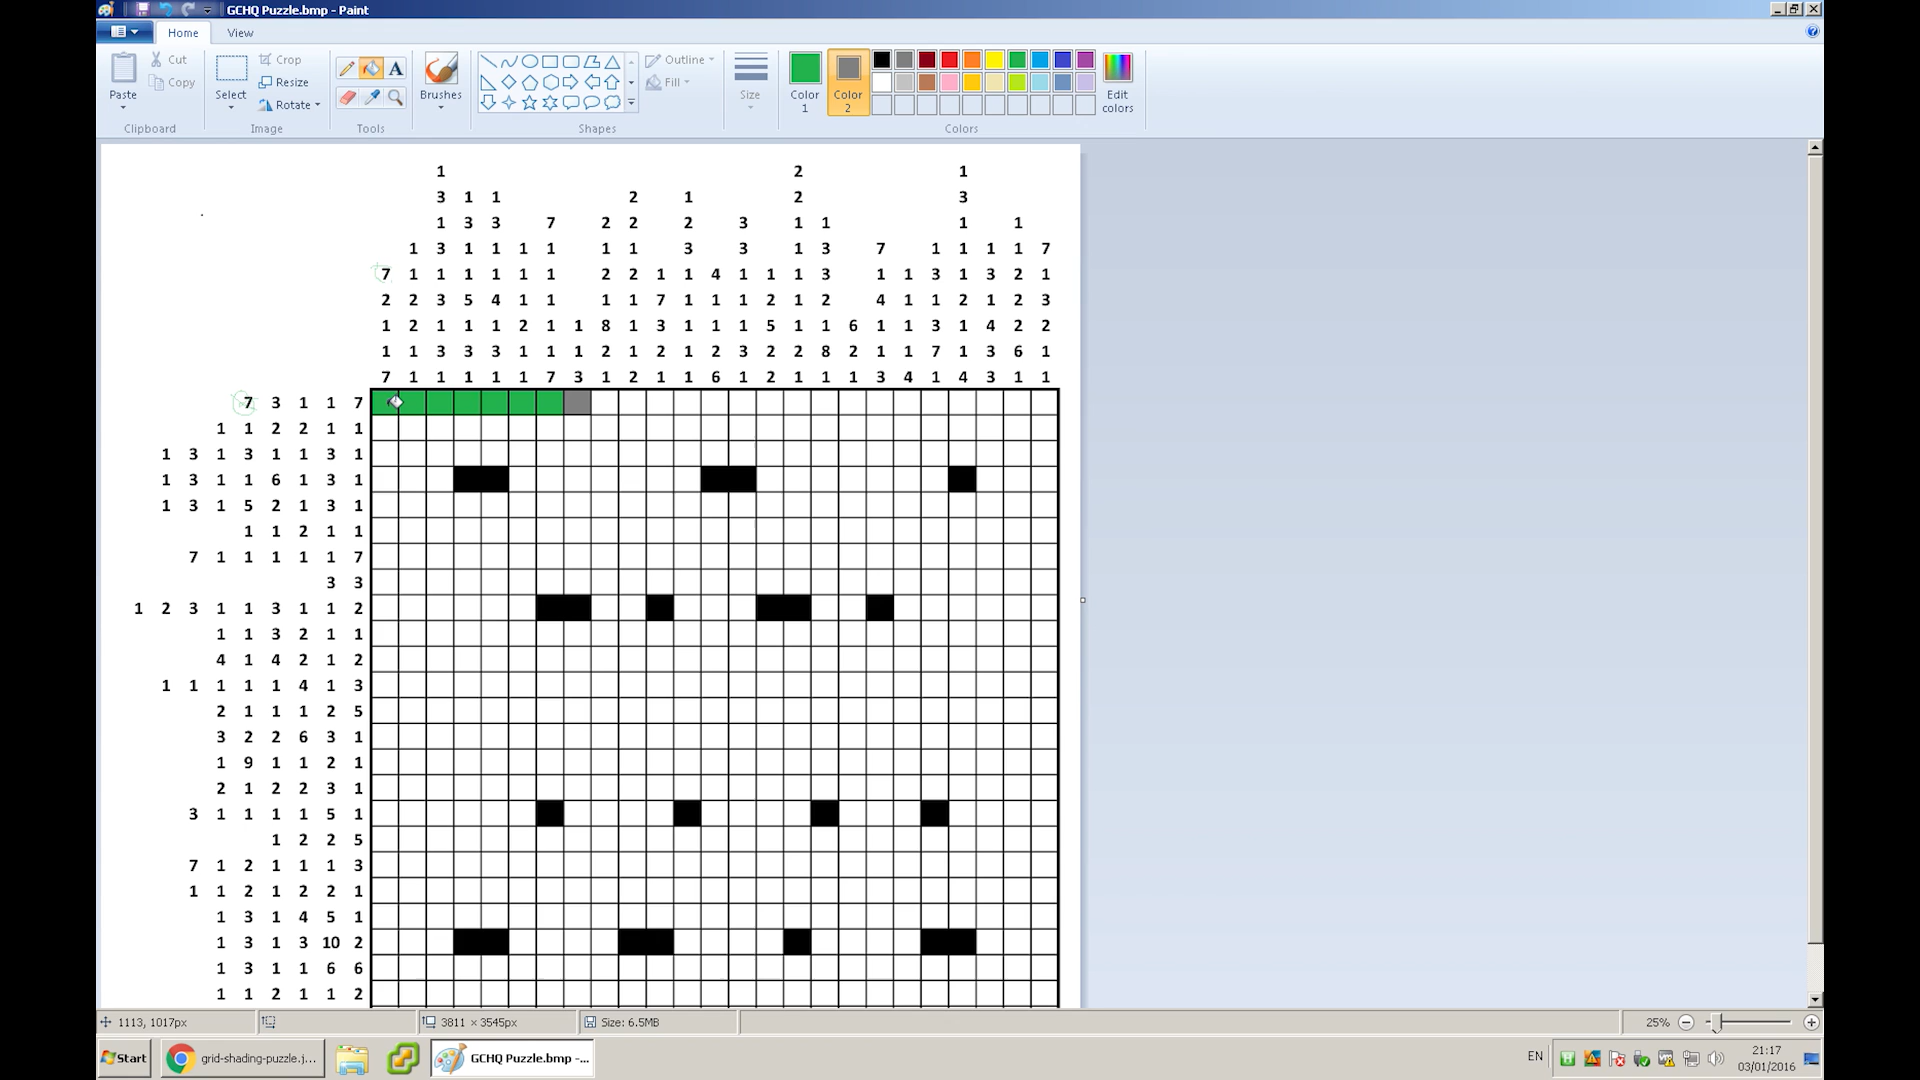 GCHQ Puzzle.bmp - Paint
Home View
Paste Cut Copy Clipboard
Select Crop Resize Rotate Image
Tools
Brushes
Outline Fill Shapes
Size
Color 1 Color 2 Edit colors Colors
1 2 1
3 1 1 2 1 2 3
1 3 3 7 2 2 2 3 1 1 1 1
1 3 1 1 1 1 1 1 3 3 1 3 7 1 1 1 7
7 1 1 1 1 1 1 2 2 1 1 4 1 1 1 3 1 1 3 1 3 2 1
2 2 3 5 4 1 1 1 1 7 1 1 1 2 1 2 4 1 1 2 1 2 3
1 2 1 1 1 2 1 1 8 1 3 1 1 1 5 1 1 6 1 1 3 1 4 2 2
1 1 3 3 3 1 1 1 2 1 2 1 2 3 2 2 8 2 1 1 7 1 3 6 1
7 1 1 1 1 1 7 3 1 2 1 1 6 1 2 1 1 1 3 4 1 4 3 1 1
7 3 1 1 7
1 1 2 2 1 1
1 3 1 3 1 1 3 1
1 3 1 1 6 1 3 1
1 3 1 5 2 1 3 1
1 1 2 1 1
7 1 1 1 1 1 7
3 3
1 2 3 1 1 3 1 1 2
1 1 3 2 1 1
4 1 4 2 1 2
1 1 1 1 1 4 1 3
2 1 1 1 2 5
3 2 2 6 3 1
1 9 1 1 2 1
2 1 2 2 3 1
3 1 1 1 1 5 1
1 2 2 5
7 1 2 1 1 1 3
1 1 2 1 2 2 1
1 3 1 4 5 1
1 3 1 3 10 2
1 3 1 1 6 6
1 1 2 1 1 2
1113, 1017px 3811 × 3545px Size: 6.5MB 25%
Start grid-shading-puzzle.j... GCHQ Puzzle.bmp -... EN 21:17
03/01/2016